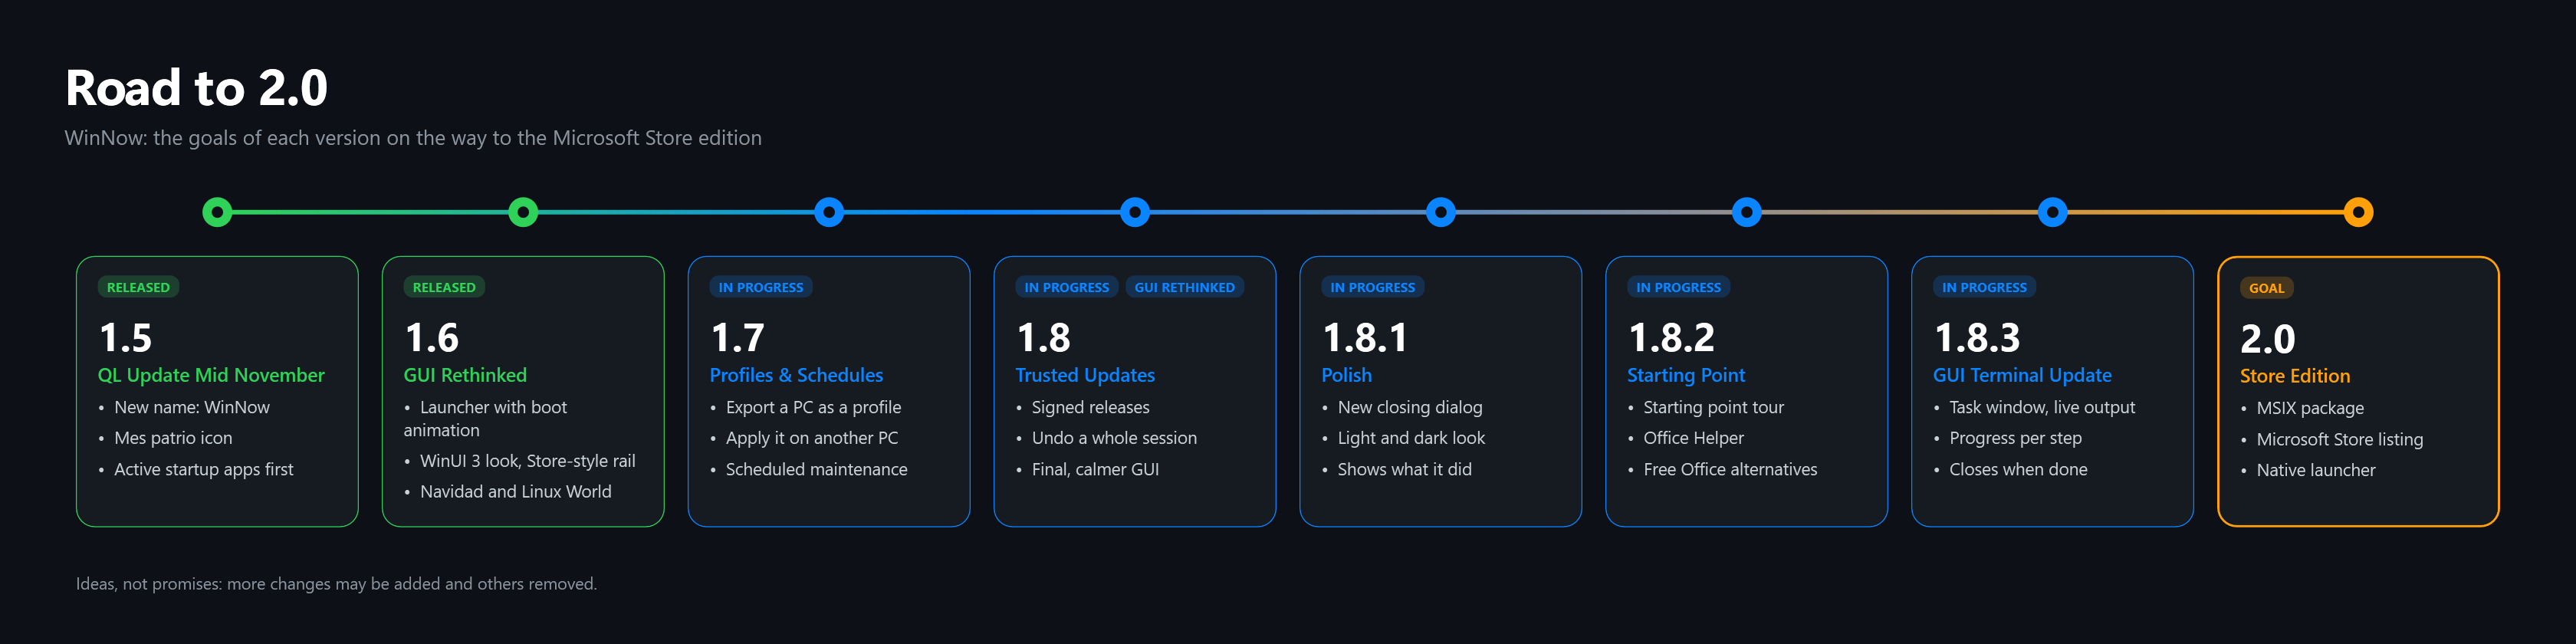 Road to 2.0
WinNow: the goals of each version on the way to the Microsoft Store edition
RELEASED
1.5
QL Update Mid November
• New name: WinNow
• Mes patrio icon
• Active startup apps first
RELEASED
1.6
GUI Rethinked
• Launcher with boot
animation
• WinUI 3 look, Store-style rail
• Navidad and Linux World
IN PROGRESS
1.7
Profiles & Schedules
• Export a PC as a profile
• Apply it on another PC
• Scheduled maintenance
IN PROGRESS GUI RETHINKED
1.8
Trusted Updates
• Signed releases
• Undo a whole session
• Final, calmer GUI
IN PROGRESS
1.8.1
Polish
• New closing dialog
• Light and dark look
• Shows what it did
IN PROGRESS
1.8.2
Starting Point
• Starting point tour
• Office Helper
• Free Office alternatives
IN PROGRESS
1.8.3
GUI Terminal Update
• Task window, live output
• Progress per step
• Closes when done
GOAL
2.0
Store Edition
• MSIX package
• Microsoft Store listing
• Native launcher
Ideas, not promises: more changes may be added and others removed.